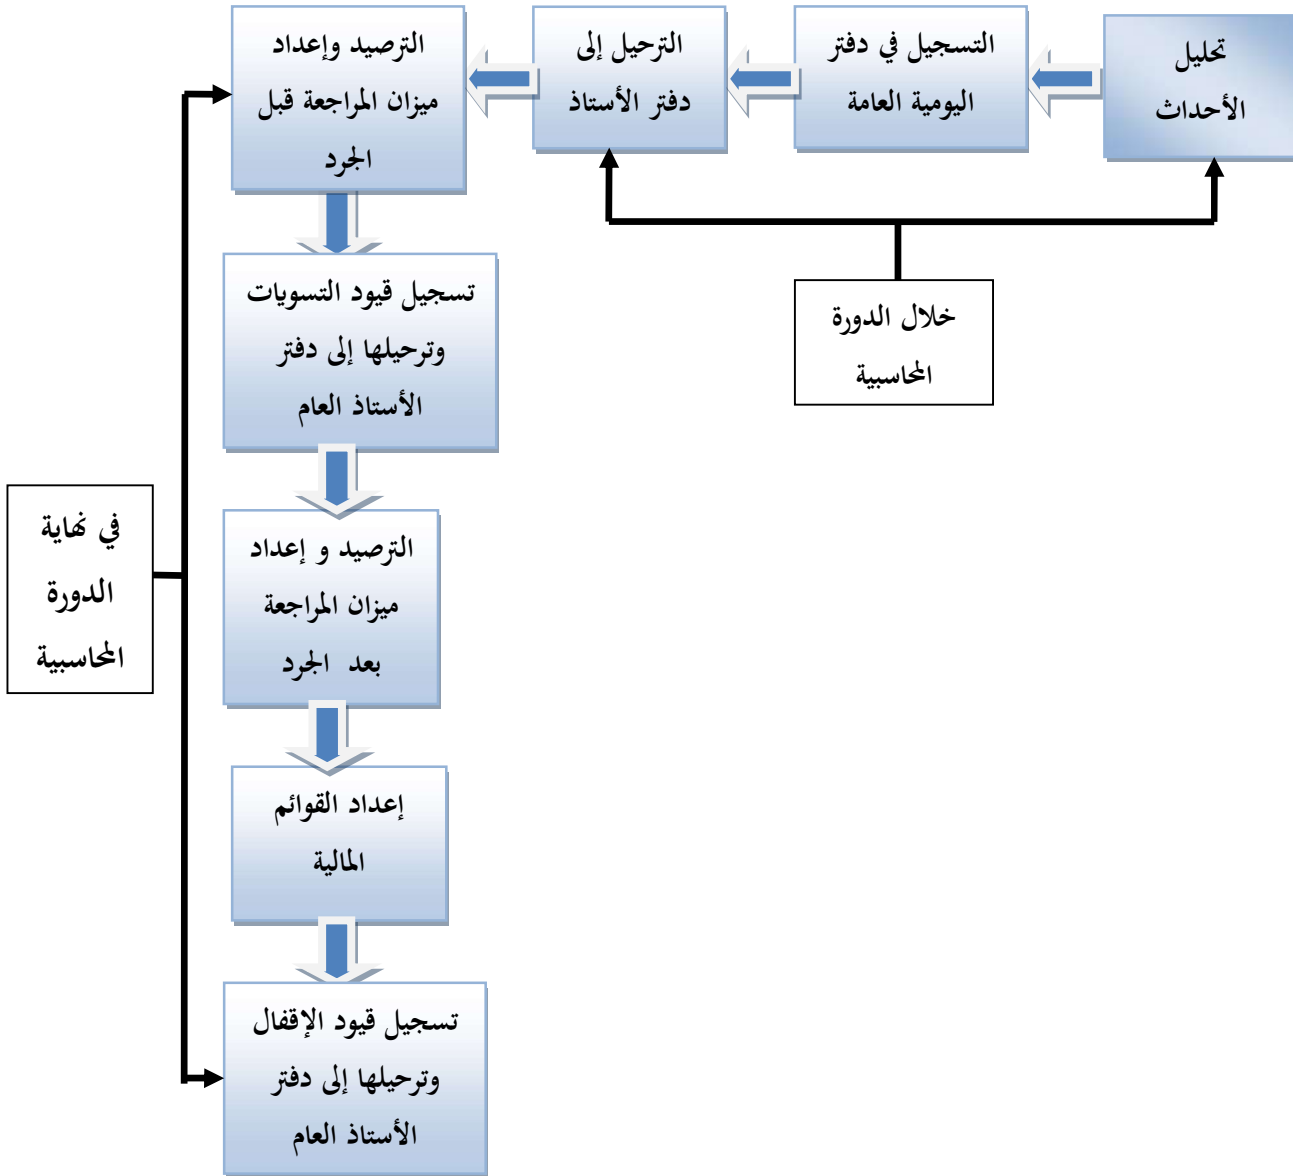 تحليل
الأحداث
التسجيل في دفتر
اليومية العامة
الترحيل إلى
دفتر الأستاذ
الترصيد وإعداد
ميزان المراجعة قبل
الجرد
خلال الدورة
المحاسبية
تسجيل قيود التسويات
وترحيلها إلى دفتر
الأستاذ العام
الترصيد و إعداد
ميزان المراجعة
بعد الجرد
في نهاية
الدورة
المحاسبية
إعداد القوائم
المالية
تسجيل قيود الإقفال
وترحيلها إلى دفتر
الأستاذ العام